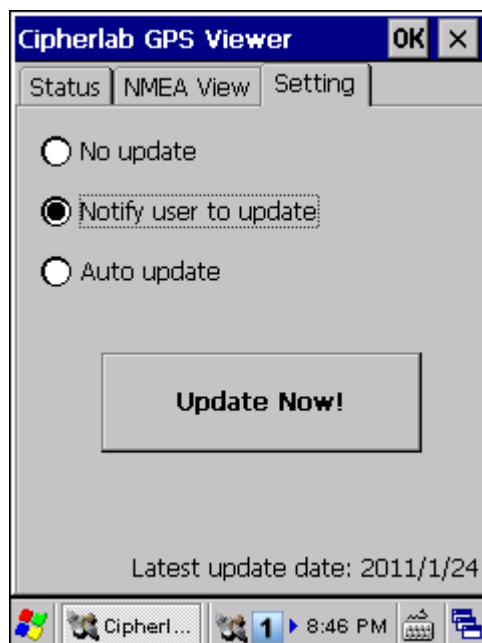 Cipherlab GPS Viewer OK ×
Status NMEA View Setting
No update
Notify user to update
Auto update
Update Now!
Latest update date: 2011/1/24
Cipherl... 1 8:46 PM